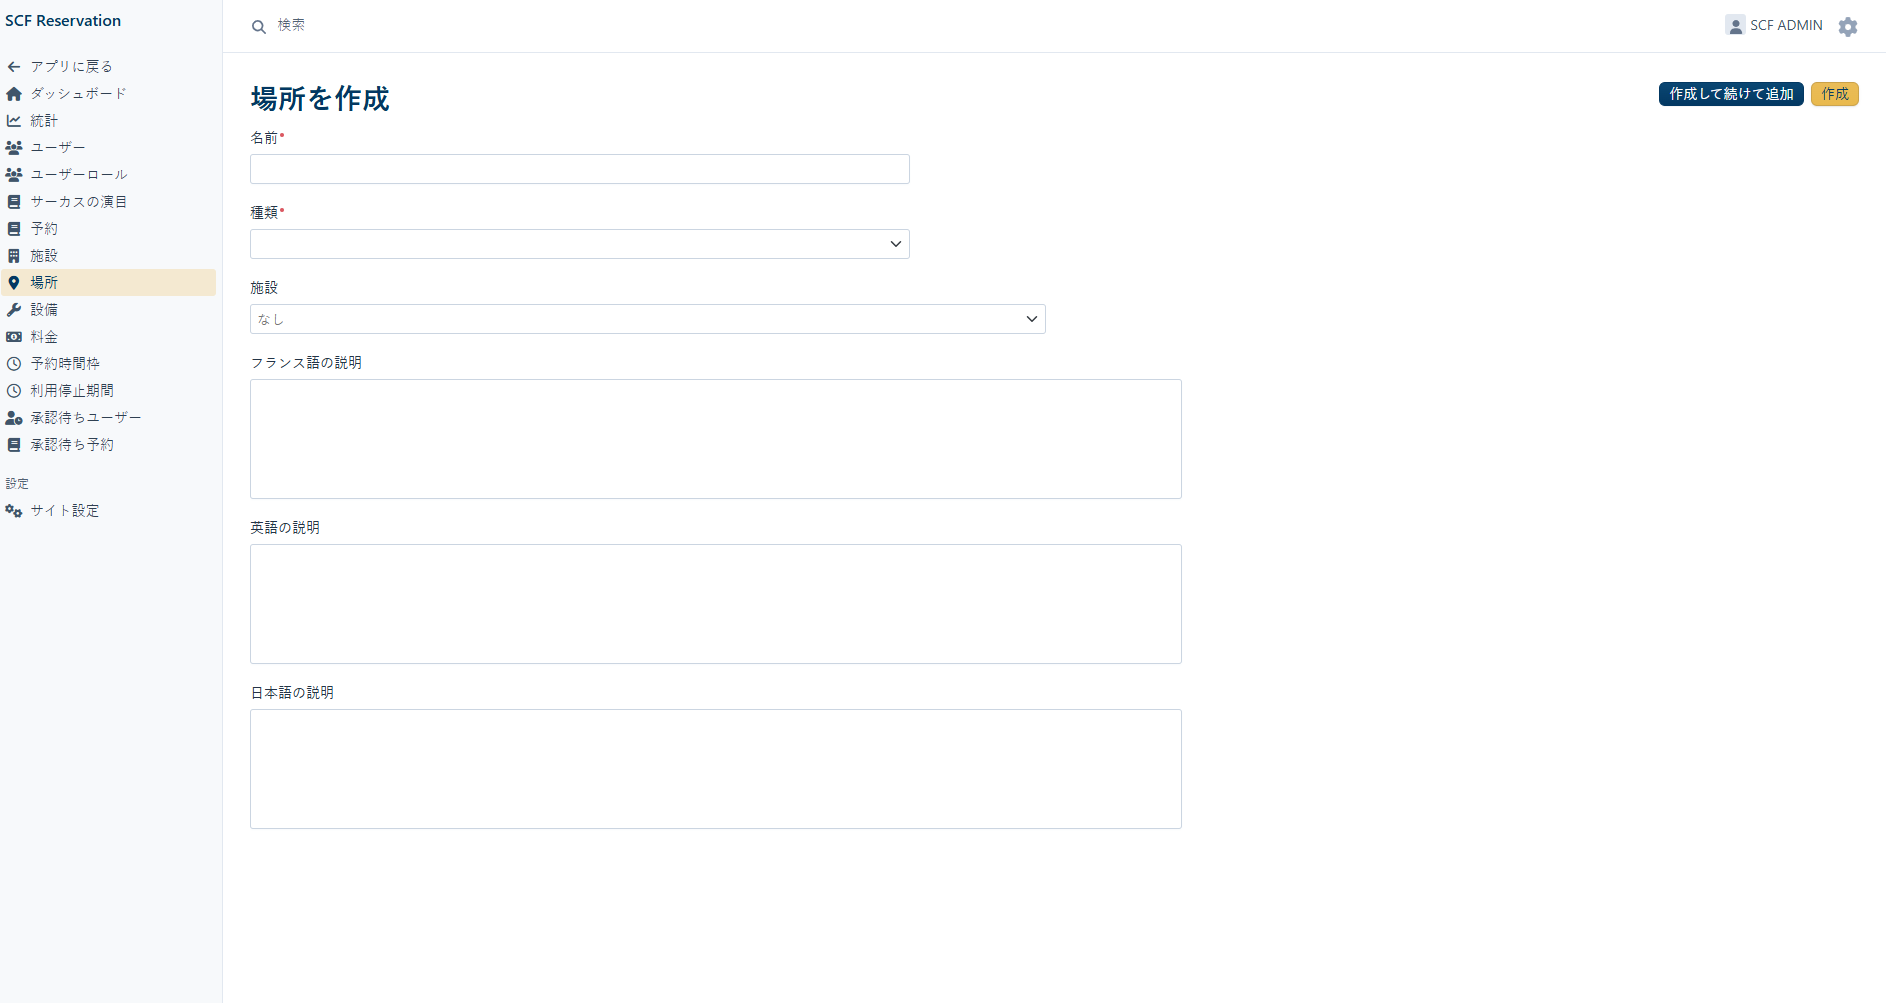 SCF Reservation
アプリに戻る
ダッシュボード
統計
ユーザー
ユーザーロール
サーカスの演目
予約
施設
場所
設備
料金
予約時間枠
利用停止期間
承認待ちユーザー
承認待ち予約
設定
サイト設定
検索
SCF ADMIN
場所を作成
作成して続けて追加
作成
名前
種類
施設
なし
フランス語の説明
英語の説明
日本語の説明